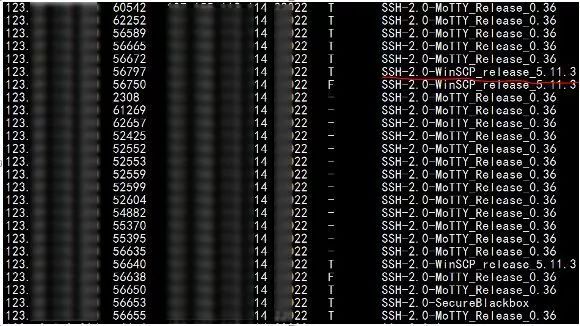 123. 60542 14 22 T SSH-2.0-MoTTY_Release_0.36
123. 62252 14 22 T SSH-2.0-MoTTY_Release_0.36
123. 56589 14 22 T SSH-2.0-MoTTY_Release_0.36
123. 56665 14 22 T SSH-2.0-MoTTY_Release_0.36
123. 56672 14 22 T SSH-2.0-MoTTY_Release_0.36
123. 56797 14 22 T SSH-2.0-WinSCP_release_5.11.3
123. 56750 14 22 F SSH-2.0-WinSCP_release_5.11.3
123. 2308 14 22 - SSH-2.0-MoTTY_Release_0.36
123. 61269 14 22 - SSH-2.0-MoTTY_Release_0.36
123. 62657 14 22 - SSH-2.0-MoTTY_Release_0.36
123. 52425 14 22 - SSH-2.0-MoTTY_Release_0.36
123. 52552 14 22 - SSH-2.0-MoTTY_Release_0.36
123. 52553 14 22 - SSH-2.0-MoTTY_Release_0.36
123. 52559 14 22 - SSH-2.0-MoTTY_Release_0.36
123. 52599 14 22 - SSH-2.0-MoTTY_Release_0.36
123. 52604 14 22 - SSH-2.0-MoTTY_Release_0.36
123. 54882 14 22 - SSH-2.0-MoTTY_Release_0.36
123. 55370 14 22 - SSH-2.0-MoTTY_Release_0.36
123. 55395 14 22 - SSH-2.0-MoTTY_Release_0.36
123. 56635 14 22 - SSH-2.0-MoTTY_Release_0.36
123. 56640 14 22 T SSH-2.0-WinSCP_release_5.11.3
123. 56638 14 22 F SSH-2.0-MoTTY_Release_0.36
123. 56650 14 22 T SSH-2.0-MoTTY_Release_0.36
123. 56653 14 22 T SSH-2.0-SecureBlackbox
123. 56655 14 22 T SSH-2.0-MoTTY_Release_0.36